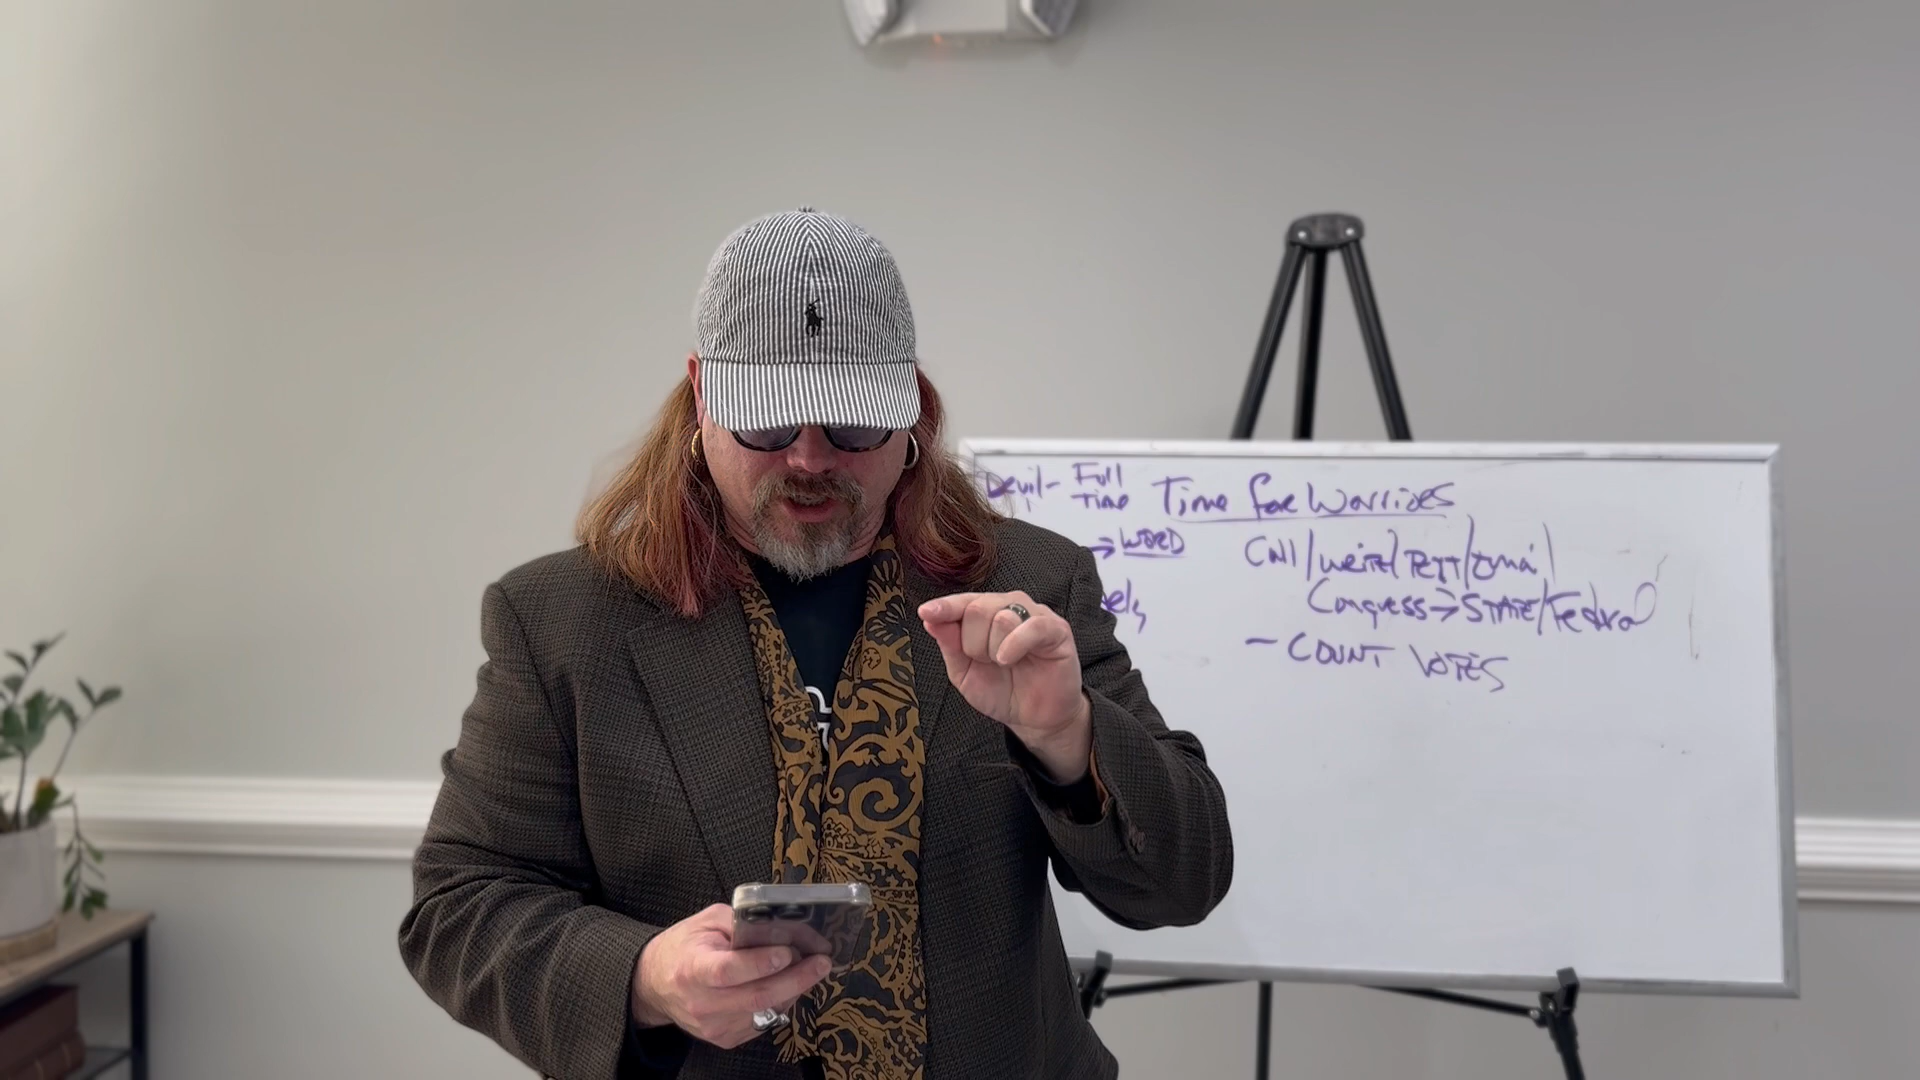 Devil- Full Time Time for Warriors
→ WORD
Call/write/text/Email
Congress → STATE/Federal
- COUNT VOTES